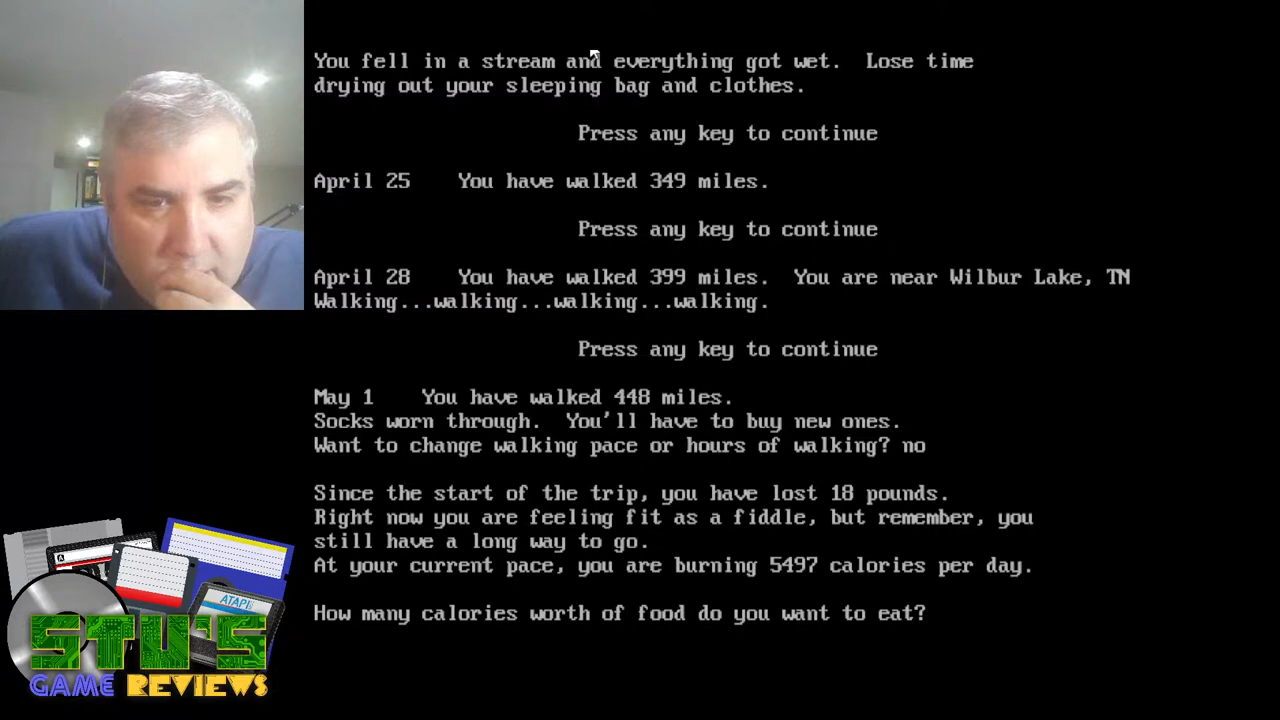 You fell in a stream and everything got wet.  Lose time
drying out your sleeping bag and clothes.
Press any key to continue
April 25    You have walked 349 miles.
Press any key to continue
April 28    You have walked 399 miles.  You are near Wilbur Lake, TN
Walking...walking...walking...walking.
Press any key to continue
May 1    You have walked 448 miles.
Socks worn through.  You'll have to buy new ones.
Want to change walking pace or hours of walking? no
Since the start of the trip, you have lost 18 pounds.
Right now you are feeling fit as a fiddle, but remember, you
still have a long way to go.
At your current pace, you are burning 5497 calories per day.
How many calories worth of food do you want to eat?
ATAPI
STU'S
GAME REVIEWS